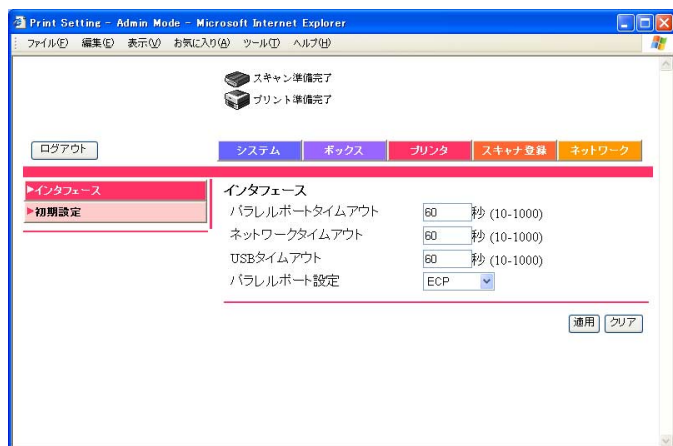 Print Setting - Admin Mode - Microsoft Internet Explorer
ファイル(F) 編集(E) 表示(V) お気に入り(A) ツール(T) ヘルプ(H)
スキャン準備完了
プリント準備完了
ログアウト
システム ボックス プリンタ スキャナ登録 ネットワーク
インタフェース
初期設定
インタフェース
パラレルポートタイムアウト 60 秒 (10-1000)
ネットワークタイムアウト 60 秒 (10-1000)
USBタイムアウト 60 秒 (10-1000)
パラレルポート設定 ECP
適用 クリア